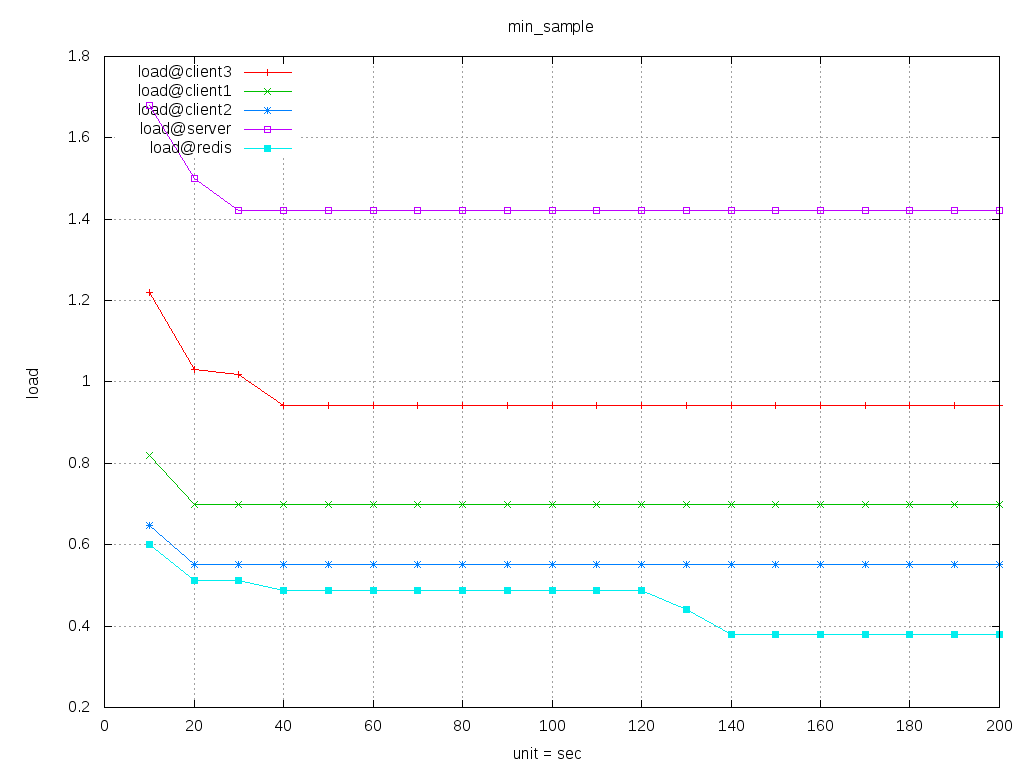 min_sample
1.8
load@client3
load@client1
load@client2
load@server
load@redis
1.6
1.4
1.2
1
0.8
0.6
0.4
0.2
load
0 20 40 60 80 100 120 140 160 180 200
unit = sec